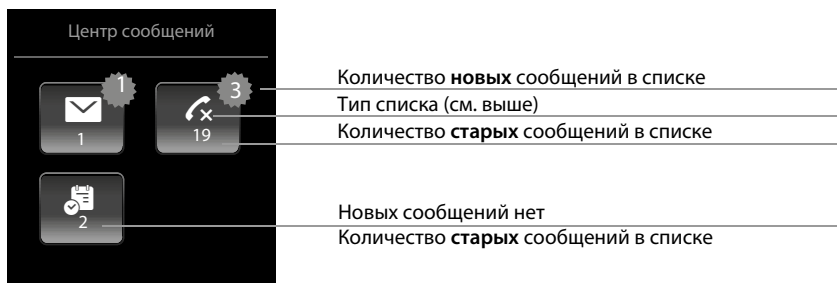 Центр сообщений
1
3
1
19
2
Количество новых сообщений в списке
Тип списка (см. выше)
Количество старых сообщений в списке
Новых сообщений нет
Количество старых сообщений в списке